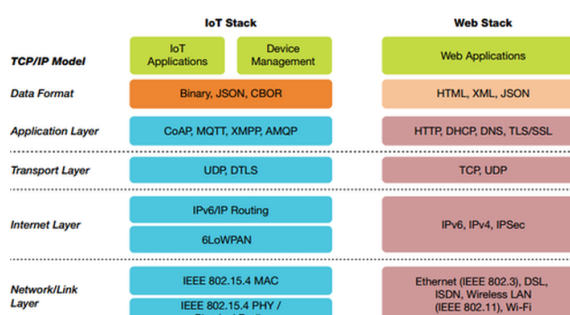 IoT Stack
Web Stack
TCP/IP Model
IoT
Applications
Device
Management
Web Applications
Data Format
Binary, JSON, CBOR
HTML, XML, JSON
Application Layer
CoAP, MQTT, XMPP, AMQP
HTTP, DHCP, DNS, TLS/SSL
Transport Layer
UDP, DTLS
TCP, UDP
Internet Layer
IPv6/IP Routing
6LoWPAN
IPv6, IPv4, IPSec
Network/Link
Layer
IEEE 802.15.4 MAC
IEEE 802.15.4 PHY /
Ethernet (IEEE 802.3), DSL,
ISDN, Wireless LAN
(IEEE 802.11), Wi-Fi